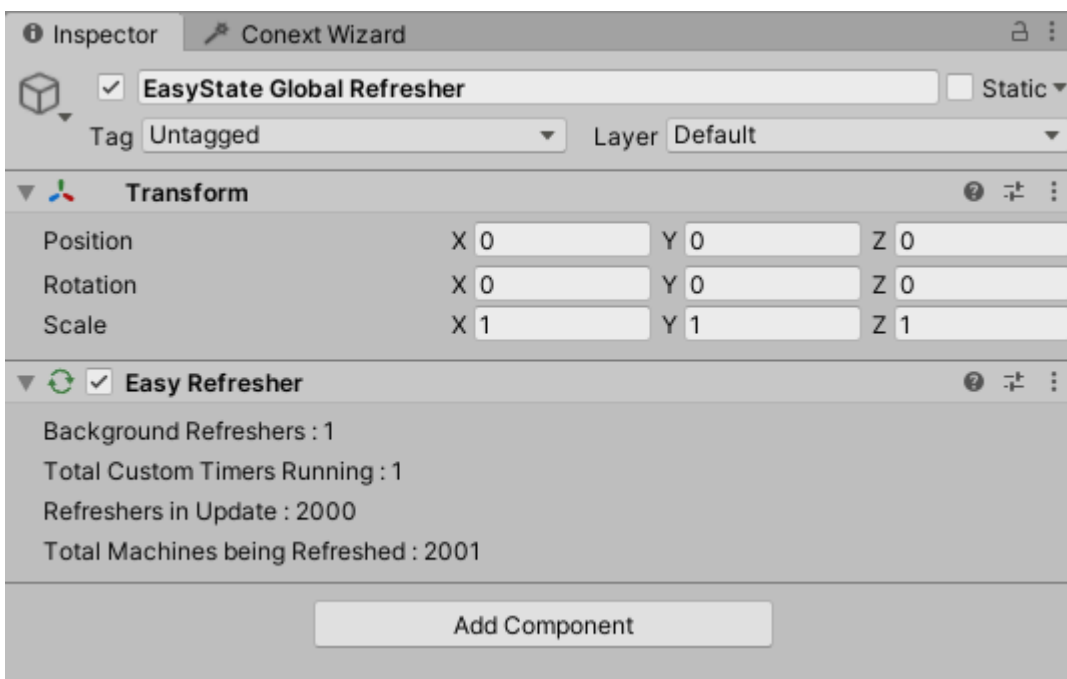 Inspector Conext Wizard
EasyState Global Refresher Static
Tag Untagged Layer Default
Transform
Position X 0 Y 0 Z 0
Rotation X 0 Y 0 Z 0
Scale X 1 Y 1 Z 1
Easy Refresher
Background Refreshers : 1
Total Custom Timers Running : 1
Refreshers in Update : 2000
Total Machines being Refreshed : 2001
Add Component